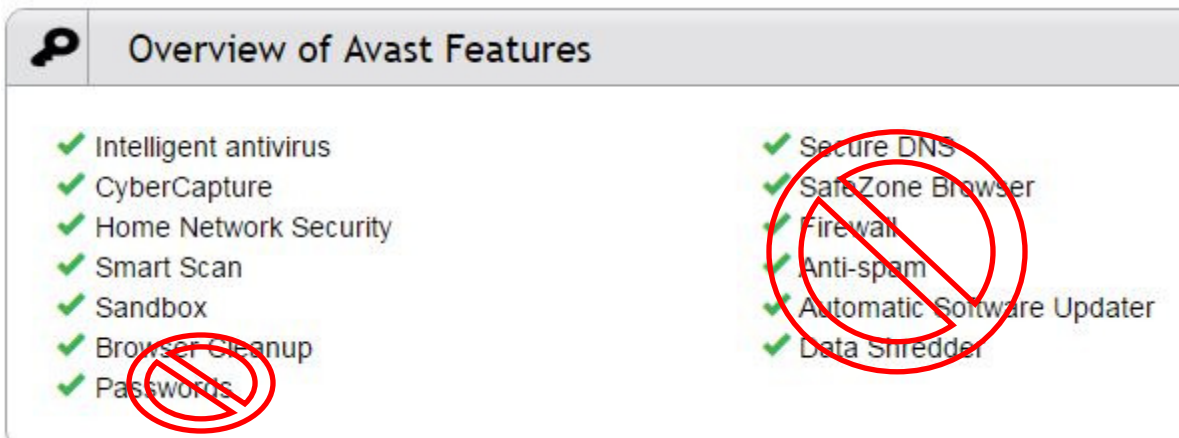 Overview of Avast Features
Intelligent antivirus
CyberCapture
Home Network Security
Smart Scan
Sandbox
Browser Cleanup
Passwords
Secure DNS
SafeZone Browser
Firewall
Anti-spam
Automatic Software Updater
Data Shredder